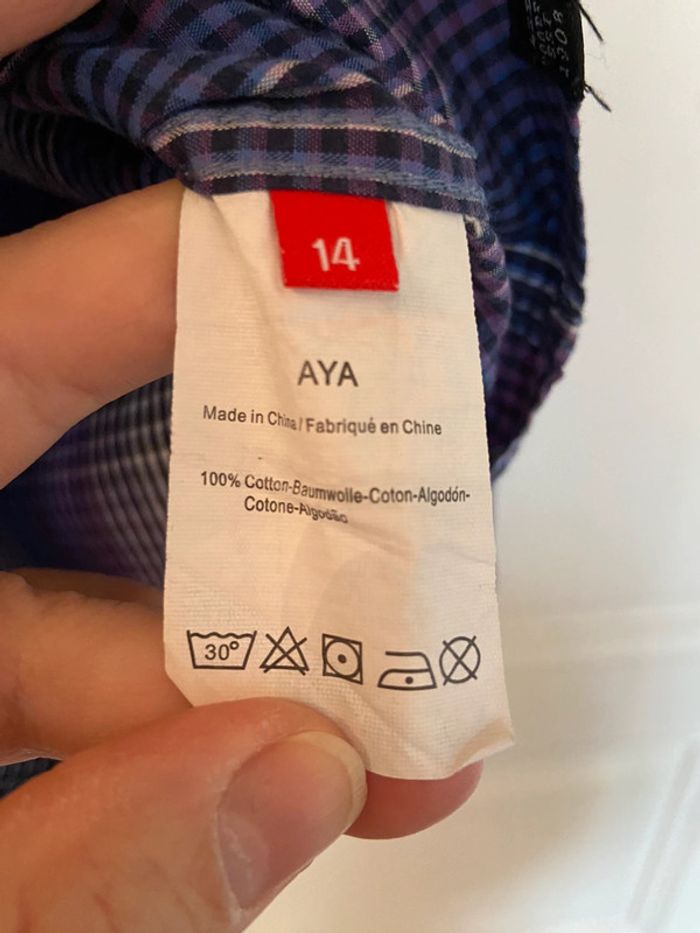 14
AYA
Made in China / Fabriqué en Chine
100% Cotton-Baumwolle-Coton-Algodón-
Cotone-Algodão
30°